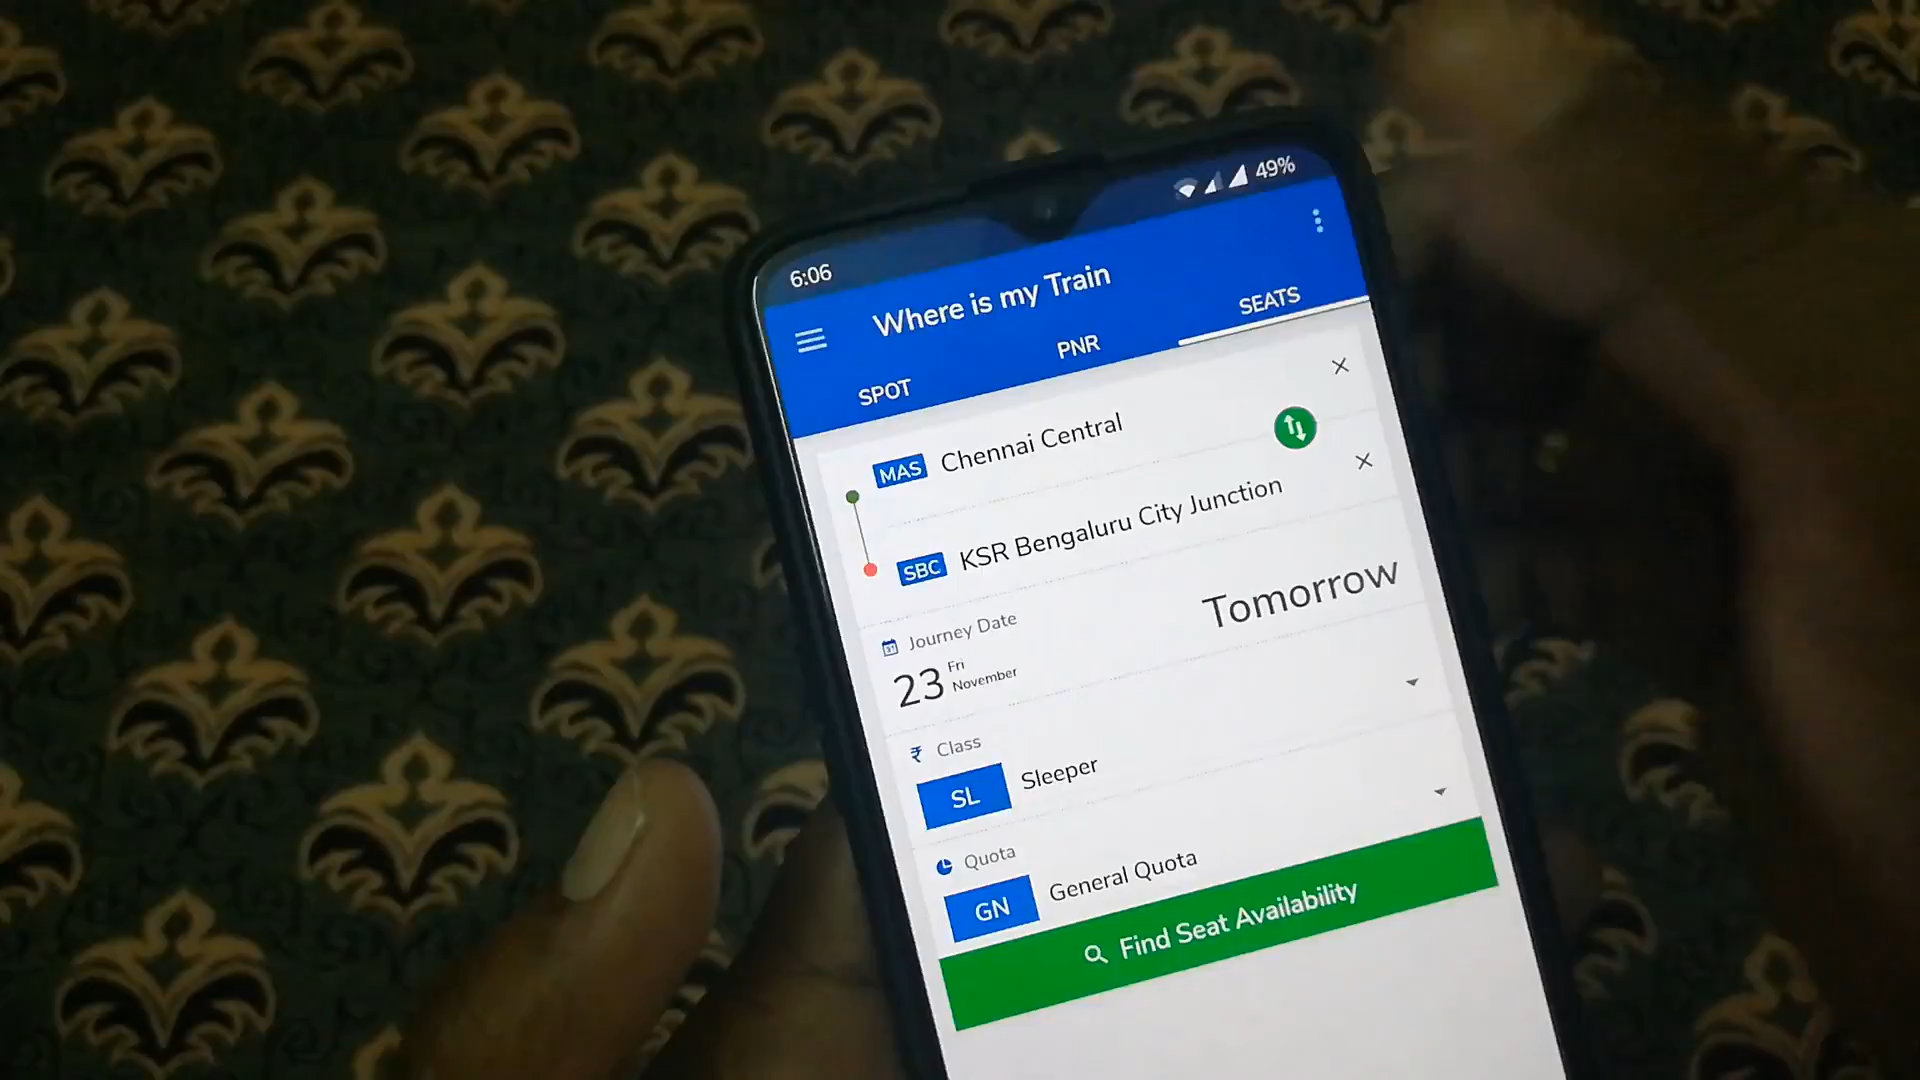 6:06
49%
Where is my Train
SPOT
PNR
SEATS
MAS Chennai Central
SBC KSR Bengaluru City Junction
Journey Date
23 Fri November
Tomorrow
₹ Class
SL Sleeper
Quota
GN General Quota
Find Seat Availability